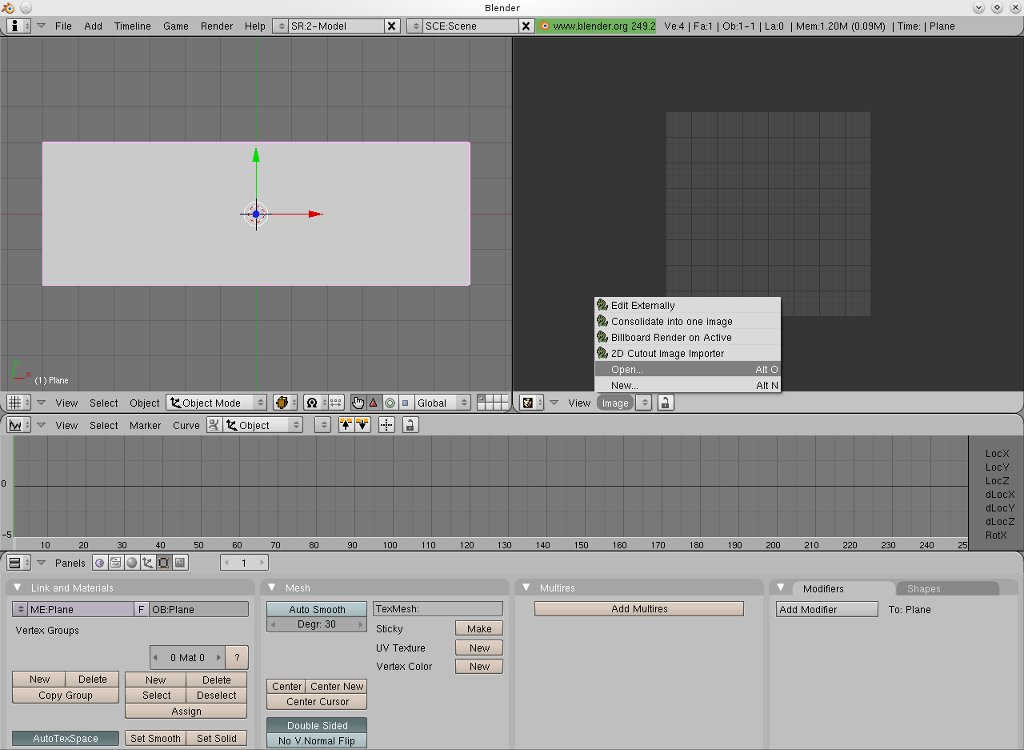 Blender
File Add Timeline Game Render Help SR:2-Model SCE:Scene www.blender.org 249.2 Ve:4 | Fa:1 | Ob:1-1 | La:0 | Mem:1.20M (0.09M) | Time: | Plane
(1) Plane
Edit Externally
Consolidate into one image
Billboard Render on Active
2D Cutout Image Importer
Open... Alt O
New... Alt N
View Select Object Object Mode Global View Image
View Select Marker Curve Object
LocX
LocY
LocZ
dLocX
dLocY
dLocZ
RotX
0
-5
10 20 30 40 50 60 70 80 90 100 110 120 130 140 150 160 170 180 190 200 210 220 230 240 25
Panels 1
Link and Materials Mesh Multires Modifiers Shapes
ME:Plane F OB:Plane Auto Smooth TexMesh: Add Multires Add Modifier To: Plane
Degr: 30
Vertex Groups Sticky Make
UV Texture New
0 Mat 0 ? Vertex Color New
New Delete New Delete Center Center New
Copy Group Select Deselect Center Cursor
Assign
Double Sided
AutoTexSpace Set Smooth Set Solid No V.Normal Flip